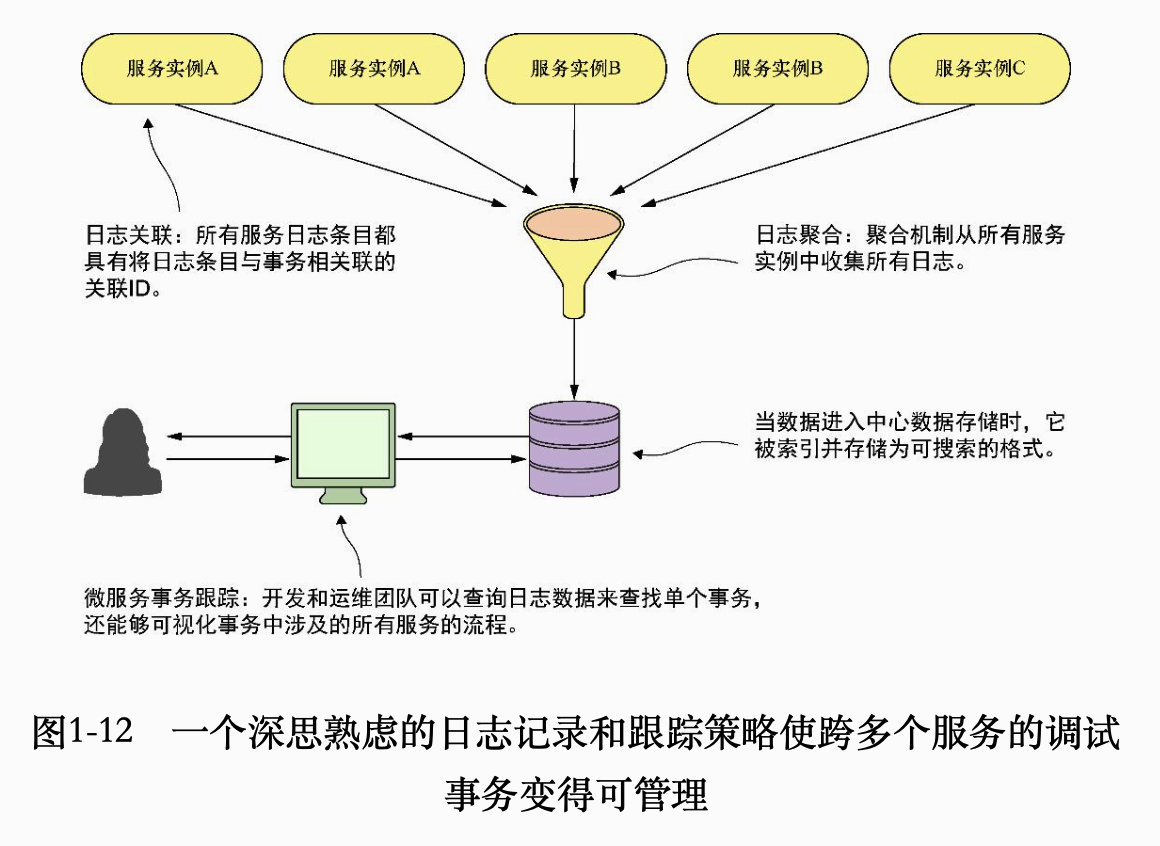 服务实例A
服务实例A
服务实例B
服务实例B
服务实例C
日志关联：所有服务日志条目都
具有将日志条目与事务相关联的
关联ID。
日志聚合：聚合机制从所有服务
实例中收集所有日志。
当数据进入中心数据存储时，它
被索引并存储为可搜索的格式。
微服务事务跟踪：开发和运维团队可以查询日志数据来查找单个事务，
还能够可视化事务中涉及的所有服务的流程。
图1-12 一个深思熟虑的日志记录和跟踪策略使跨多个服务的调试
事务变得可管理